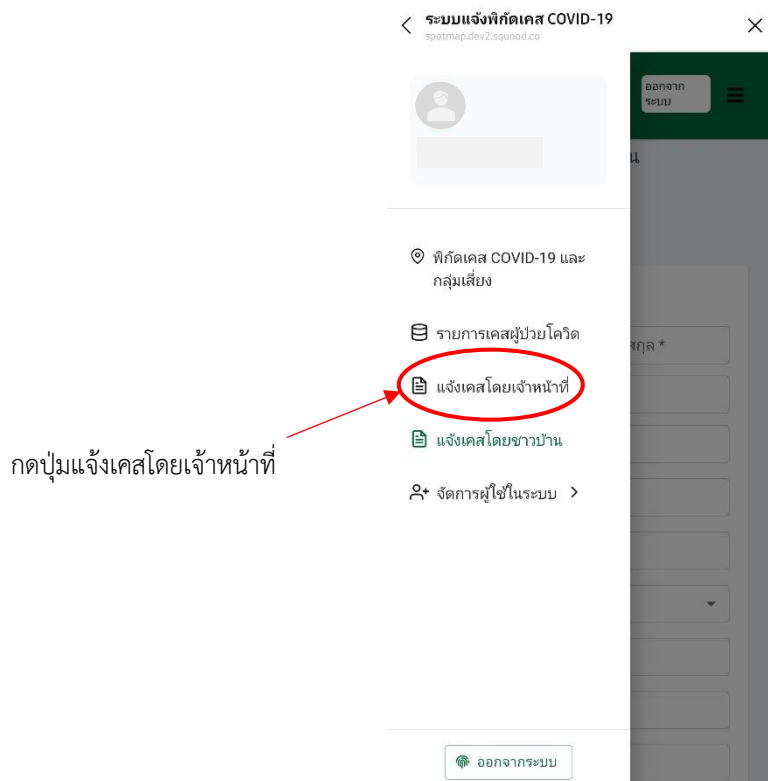 ระบบแจ้งพิกัดเคส COVID-19
spotmap.dev2.squood.co
ออกจาก
ระบบ
น
พิกัดเคส COVID-19 และ
กลุ่มเสี่ยง
รายการเคสผู้ป่วยโควิด
สกุล *
แจ้งเคสโดยเจ้าหน้าที่
แจ้งเคสโดยชาวบ้าน
กดปุ่มแจ้งเคสโดยเจ้าหน้าที่
จัดการผู้ใช้ในระบบ
ออกจากระบบ